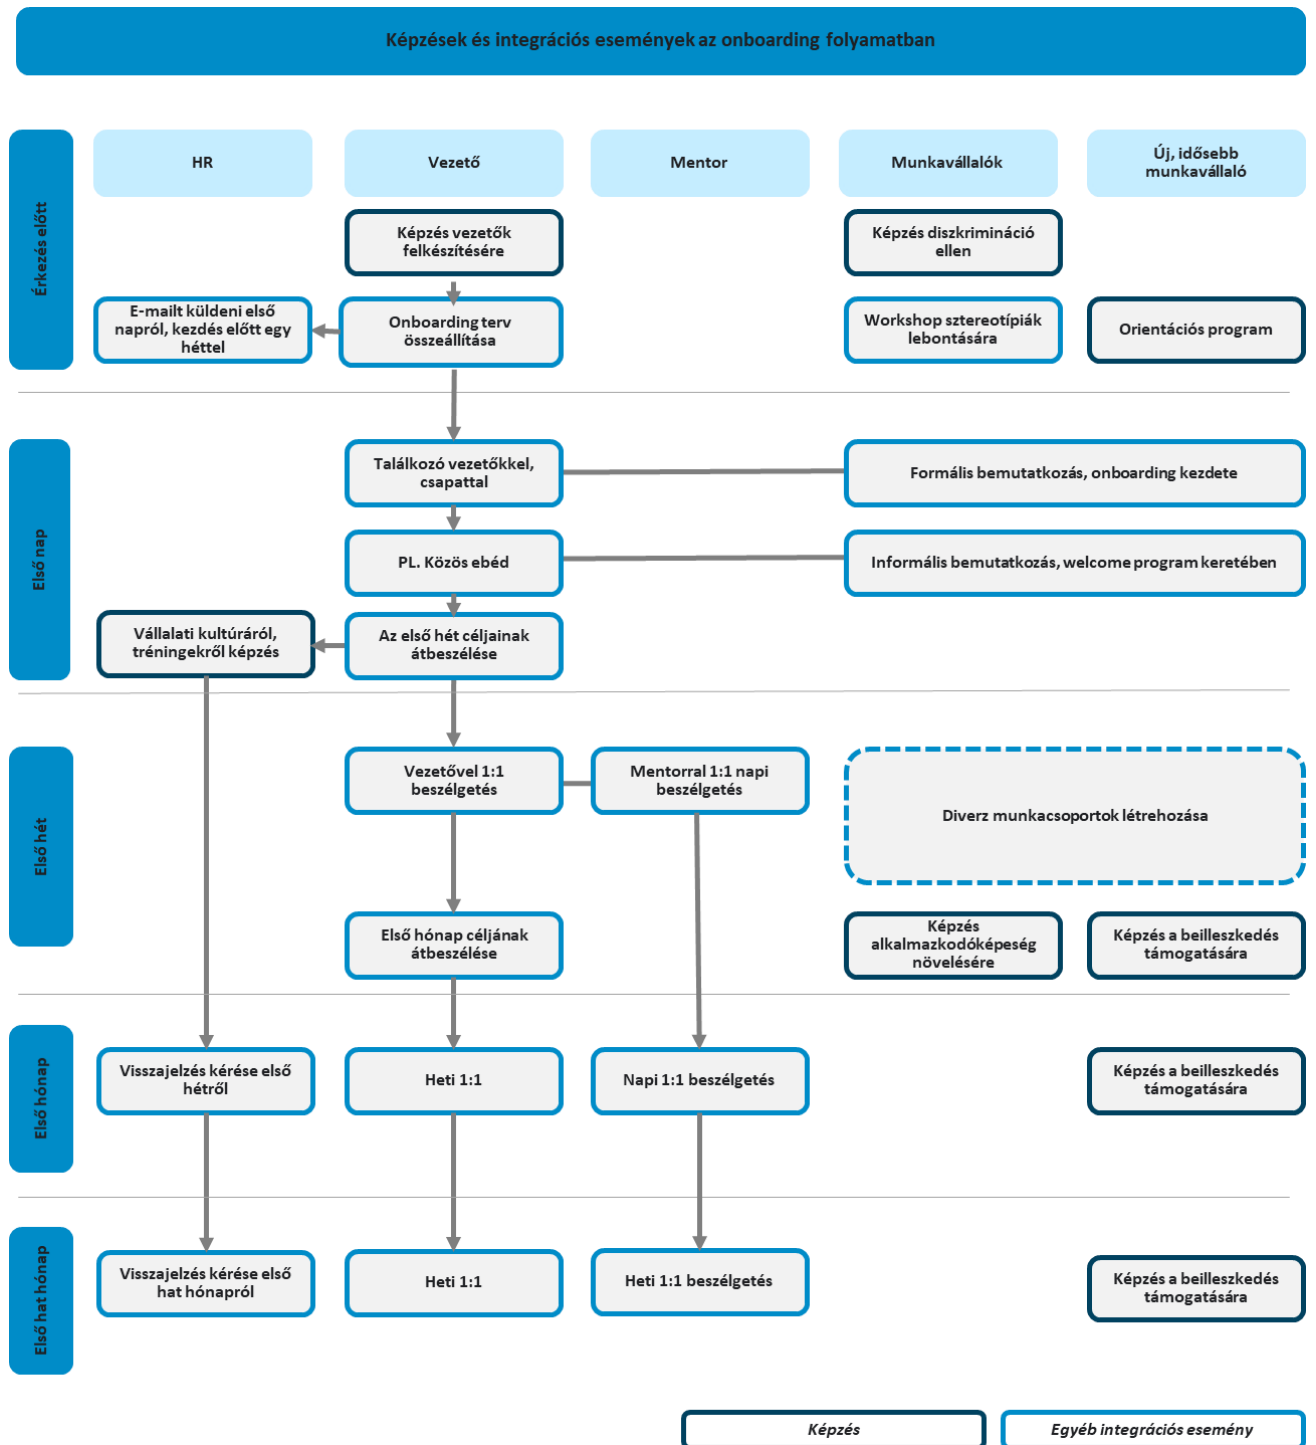 Képzések és integrációs események az onboarding folyamatban
Érkezés előtt
HR
Vezető
Mentor
Munkavállalók
Új, idősebb
munkavállaló
Képzés vezetők
felkészítésére
Képzés diszkrimináció
ellen
E-mailt küldeni első
napról, kezdés előtt egy
héttel
Onboarding terv
összeállítása
Workshop sztereotípiák
lebontására
Orientációs program
Első nap
Találkozó vezetőkkel,
csapattal
Formális bemutatkozás, onboarding kezdete
PL. Közös ebéd
Informális bemutatkozás, welcome program keretében
Vállalati kultúráról,
tréningekről képzés
Az első hét céljainak
átbeszélése
Első hét
Vezetővel 1:1
beszélgetés
Mentorral 1:1 napi
beszélgetés
Diverz munkacsoportok létrehozása
Első hónap céljának
átbeszélése
Képzés
alkalmazkodóképeség
növelésére
Képzés a beilleszkedés
támogatására
Első hónap
Visszajelzés kérése első
hétről
Heti 1:1
Napi 1:1 beszélgetés
Képzés a beilleszkedés
támogatására
Első hat hónap
Visszajelzés kérése első
hat hónapról
Heti 1:1
Heti 1:1 beszélgetés
Képzés a beilleszkedés
támogatására
Képzés
Egyéb integrációs esemény